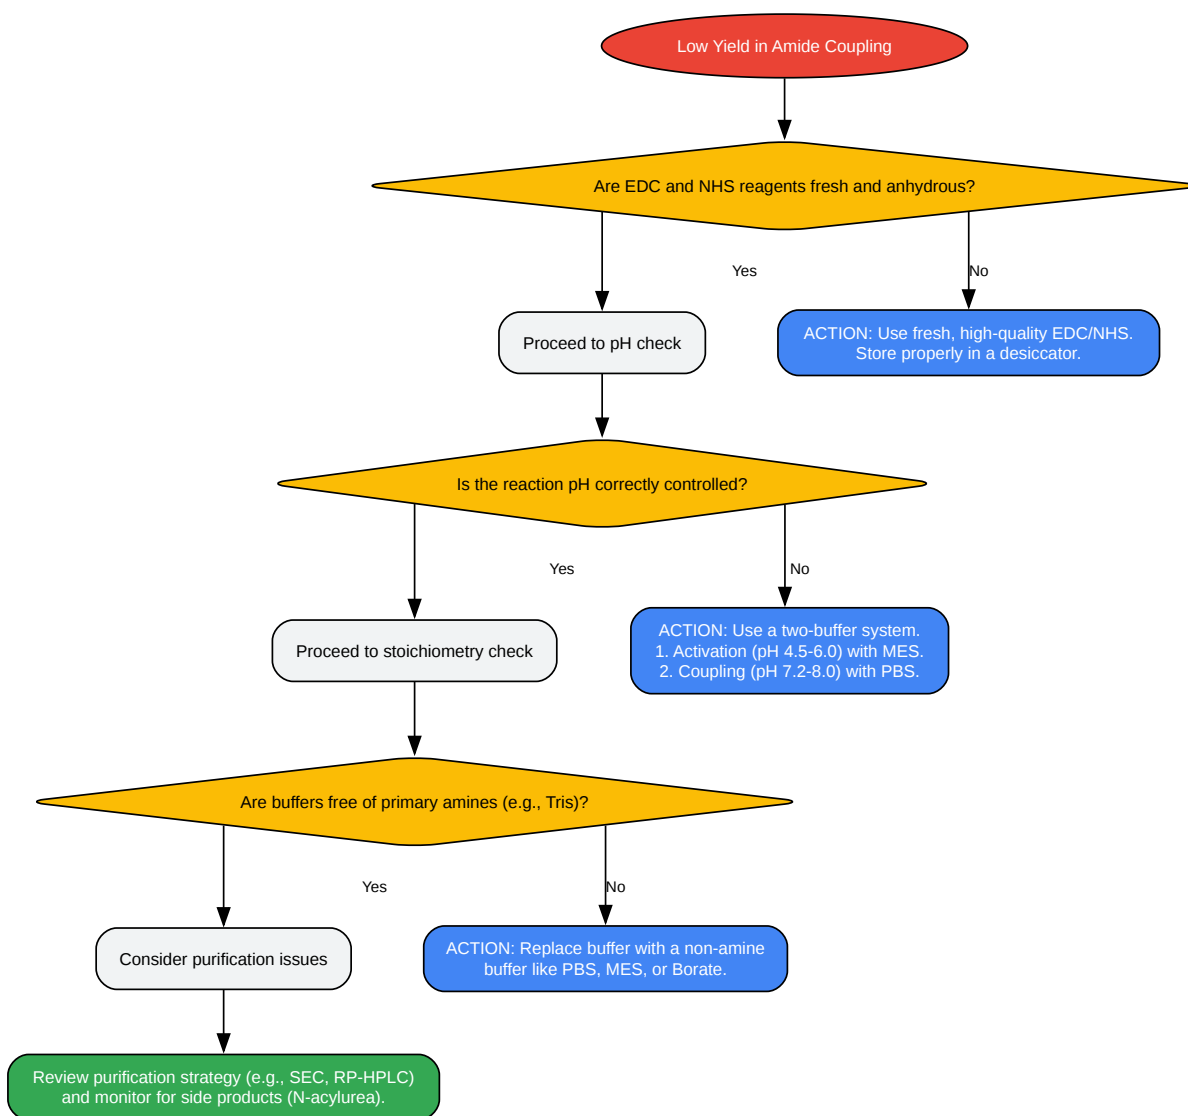 Low Yield in Amide Coupling
Are EDC and NHS reagents fresh and anhydrous?
Yes
No
Proceed to pH check
ACTION: Use fresh, high-quality EDC/NHS.
Store properly in a desiccator.
Is the reaction pH correctly controlled?
Yes
No
Proceed to stoichiometry check
ACTION: Use a two-buffer system.
1. Activation (pH 4.5-6.0) with MES.
2. Coupling (pH 7.2-8.0) with PBS.
Are buffers free of primary amines (e.g., Tris)?
Yes
No
Consider purification issues
ACTION: Replace buffer with a non-amine
buffer like PBS, MES, or Borate.
Review purification strategy (e.g., SEC, RP-HPLC)
and monitor for side products (N-acylurea).